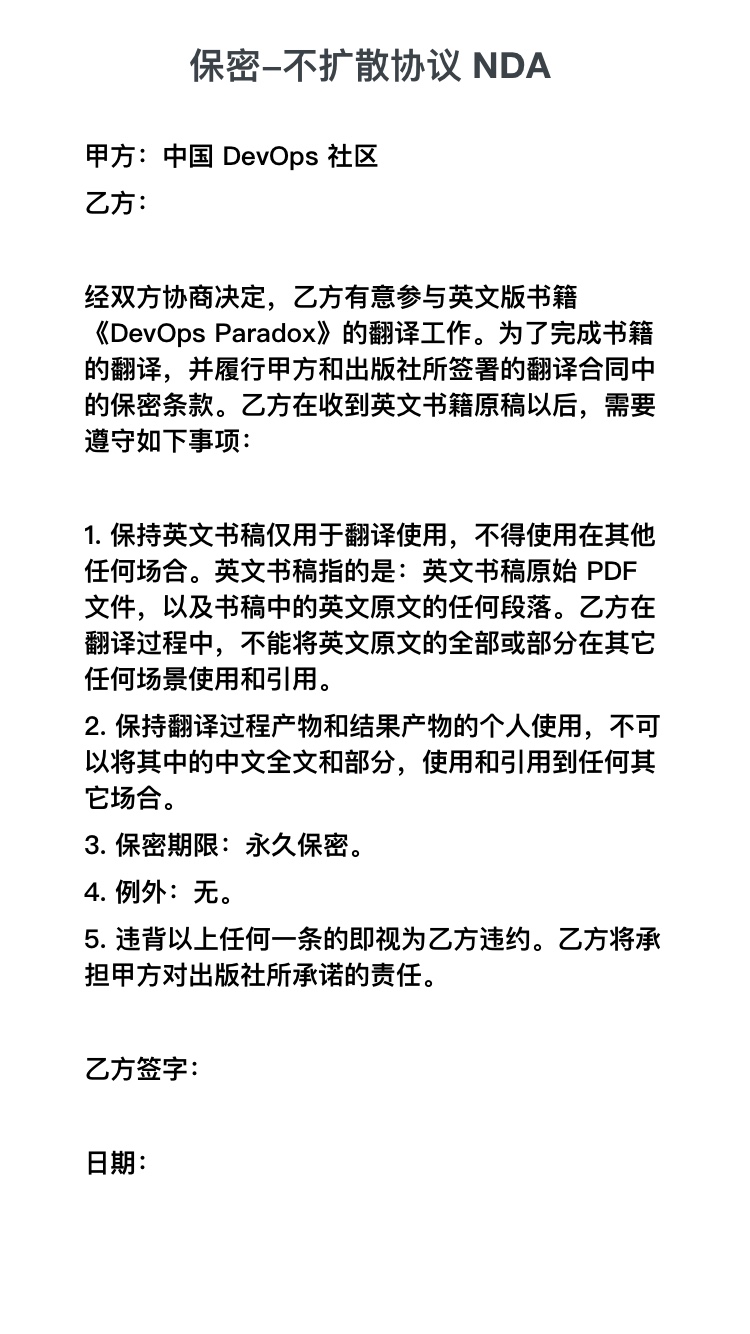 保密–不扩散协议 NDA
甲方：中国 DevOps 社区
乙方：
经双方协商决定，乙方有意参与英文版书籍
《DevOps Paradox》的翻译工作。为了完成书籍
的翻译，并履行甲方和出版社所签署的翻译合同中
的保密条款。乙方在收到英文书籍原稿以后，需要
遵守如下事项：
1. 保持英文书稿仅用于翻译使用，不得使用在其他
任何场合。英文书稿指的是：英文书稿原始 PDF
文件，以及书稿中的英文原文的任何段落。乙方在
翻译过程中，不能将英文原文的全部或部分在其它
任何场景使用和引用。
2. 保持翻译过程产物和结果产物的个人使用，不可
以将其中的中文全文和部分，使用和引用到任何其
它场合。
3. 保密期限：永久保密。
4. 例外：无。
5. 违背以上任何一条的即视为乙方违约。乙方将承
担甲方对出版社所承诺的责任。
乙方签字：
日期：